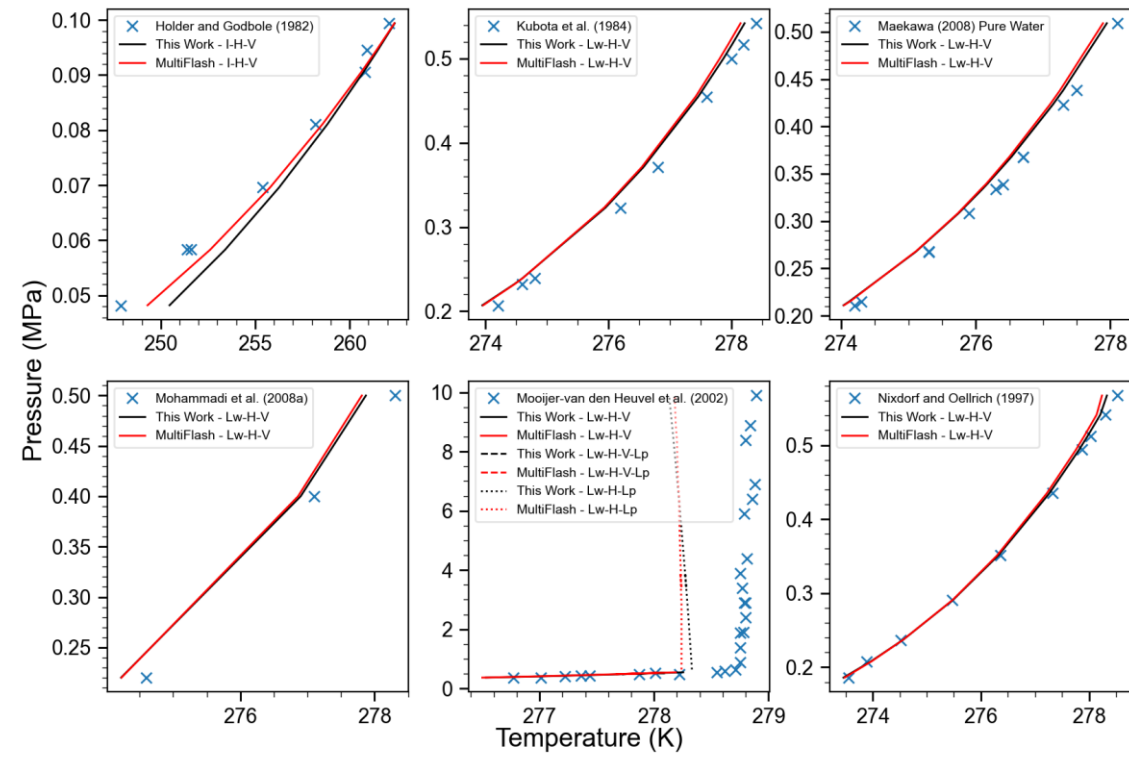 Pressure (MPa)
Holder and Godbole (1982)
This Work - I-H-V
MultiFlash - I-H-V
0.10
0.09
0.08
0.07
0.06
0.05
250
255
260
Kubota et al. (1984)
This Work - Lw-H-V
MultiFlash - Lw-H-V
0.5
0.4
0.3
0.2
274
276
278
Maekawa (2008) Pure Water
This Work - Lw-H-V
MultiFlash - Lw-H-V
0.50
0.45
0.40
0.35
0.30
0.25
0.20
274
276
278
Mohammadi et al. (2008a)
This Work - Lw-H-V
MultiFlash - Lw-H-V
0.50
0.45
0.40
0.35
0.30
0.25
276
278
Mooijer-van den Heuvel et al. (2002)
This Work - Lw-H-V
MultiFlash - Lw-H-V
This Work - Lw-H-V-Lp
MultiFlash - Lw-H-V-Lp
This Work - Lw-H-Lp
MultiFlash - Lw-H-Lp
10
8
6
4
2
0
277
278
279
Nixdorf and Oellrich (1997)
This Work - Lw-H-V
MultiFlash - Lw-H-V
0.5
0.4
0.3
0.2
274
276
278
Temperature (K)